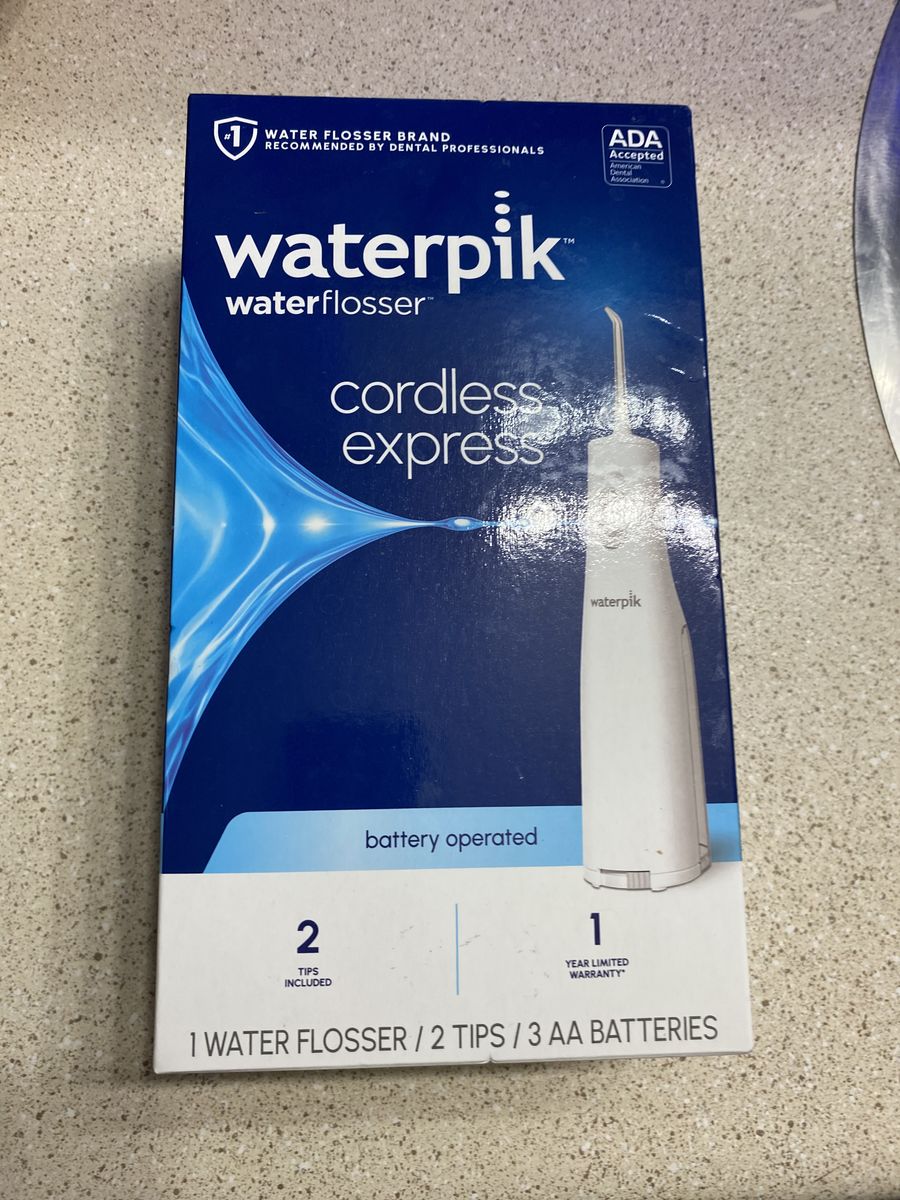 #1 WATER FLOSSER BRAND
RECOMMENDED BY DENTAL PROFESSIONALS
ADA
Accepted
American
Dental
Association ®
waterpik™
waterflosser™
cordless
express
waterpik
battery operated
2
TIPS
INCLUDED
1
YEAR LIMITED
WARRANTY*
1 WATER FLOSSER / 2 TIPS / 3 AA BATTERIES